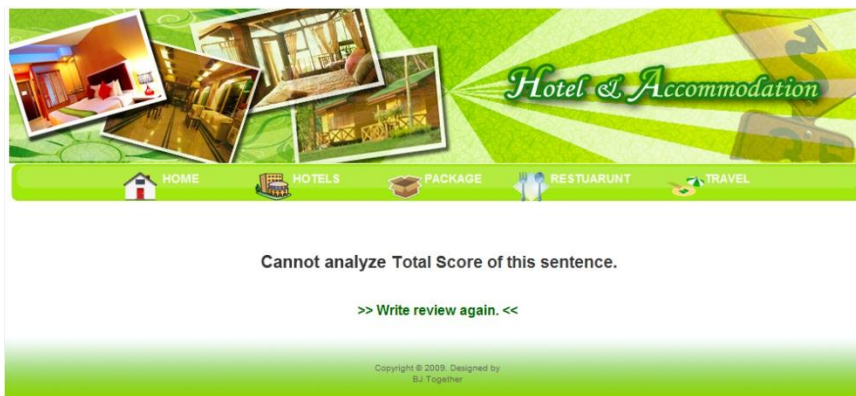 Hotel & Accommodation
HOME HOTELS PACKAGE RESTUARUNT TRAVEL
Cannot analyze Total Score of this sentence.
>> Write review again. <<
Copyright © 2009. Designed by
BJ Together